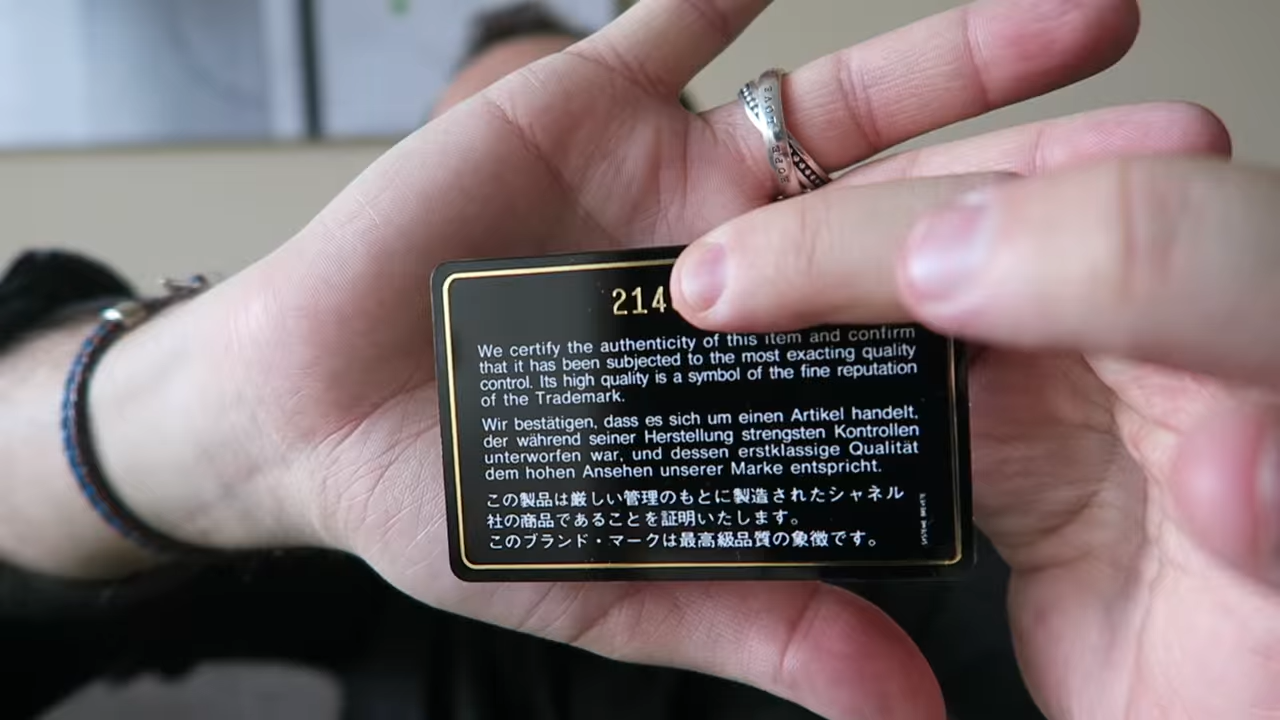 214
We certify the authenticity of this item and confirm
that it has been subjected to the most exacting quality
control. Its high quality is a symbol of the fine reputation
of the Trademark.
Wir bestätigen, dass es sich um einen Artikel handelt,
der während seiner Herstellung strengsten Kontrollen
unterworfen war, und dessen erstklassige Qualität
dem hohen Ansehen unserer Marke entspricht.
この製品は厳しい管理のもとに製造されたシャネル
社の商品であることを証明いたします。
このブランド・マークは最高級品質の象徴です。